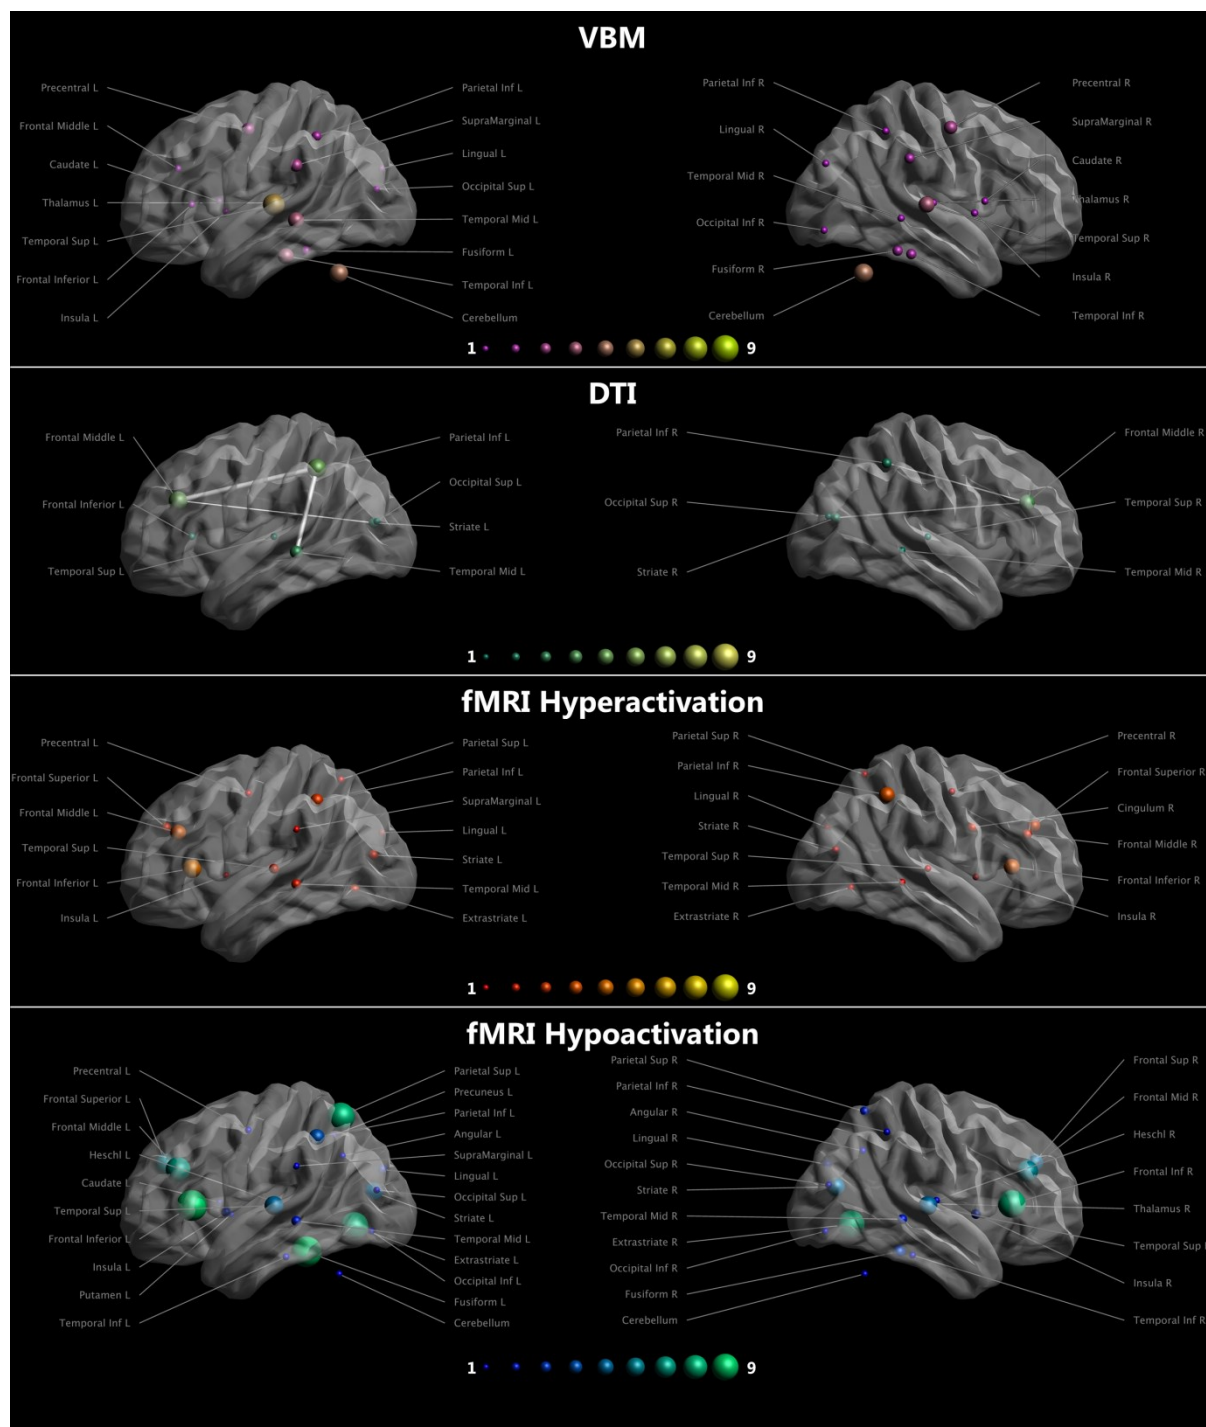 VBM
Precentral L
Frontal Middle L
Caudate L
Thalamus L
Temporal Sup L
Frontal Inferior L
Insula L
Parietal Inf L
SupraMarginal L
Lingual L
Occipital Sup L
Temporal Mid L
Fusiform L
Temporal Inf L
Cerebellum
Parietal Inf R
Lingual R
Temporal Mid R
Occipital Inf R
Fusiform R
Cerebellum
Precentral R
SupraMarginal R
Caudate R
Thalamus R
Temporal Sup R
Insula R
Temporal Inf R
1 9
DTI
Frontal Middle L
Frontal Inferior L
Temporal Sup L
Parietal Inf L
Occipital Sup L
Striate L
Temporal Mid L
Parietal Inf R
Occipital Sup R
Striate R
Frontal Middle R
Temporal Sup R
Temporal Mid R
1 9
fMRI Hyperactivation
Precentral L
Frontal Superior L
Frontal Middle L
Temporal Sup L
Frontal Inferior L
Insula L
Parietal Sup L
Parietal Inf L
SupraMarginal L
Lingual L
Striate L
Temporal Mid L
Extrastriate L
Parietal Sup R
Parietal Inf R
Lingual R
Striate R
Temporal Sup R
Temporal Mid R
Extrastriate R
Precentral R
Frontal Superior R
Cingulum R
Frontal Middle R
Frontal Inferior R
Insula R
1 9
fMRI Hypoactivation
Precentral L
Frontal Superior L
Frontal Middle L
Heschl L
Caudate L
Temporal Sup L
Frontal Inferior L
Insula L
Putamen L
Temporal Inf L
Parietal Sup L
Precuneus L
Parietal Inf L
Angular L
SupraMarginal L
Lingual L
Occipital Sup L
Striate L
Temporal Mid L
Extrastriate L
Occipital Inf L
Fusiform L
Cerebellum
Parietal Sup R
Parietal Inf R
Angular R
Lingual R
Occipital Sup R
Striate R
Temporal Mid R
Extrastriate R
Occipital Inf R
Fusiform R
Cerebellum
Frontal Sup R
Frontal Mid R
Heschl R
Frontal Inf R
Thalamus R
Temporal Sup
Insula R
Temporal Inf R
1 9